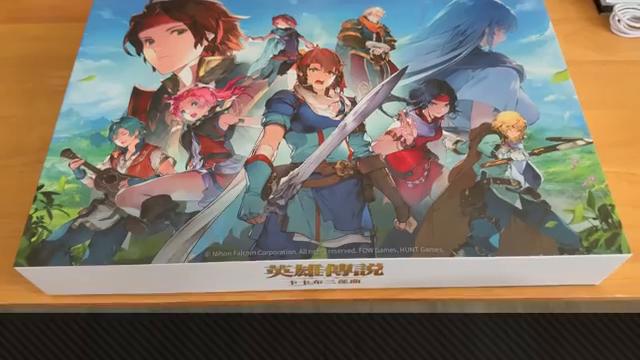 © Nihon Falcom Corporation. All rights reserved. FOW Games, HUNT Games.
英雄傳説
卡卡布三部曲